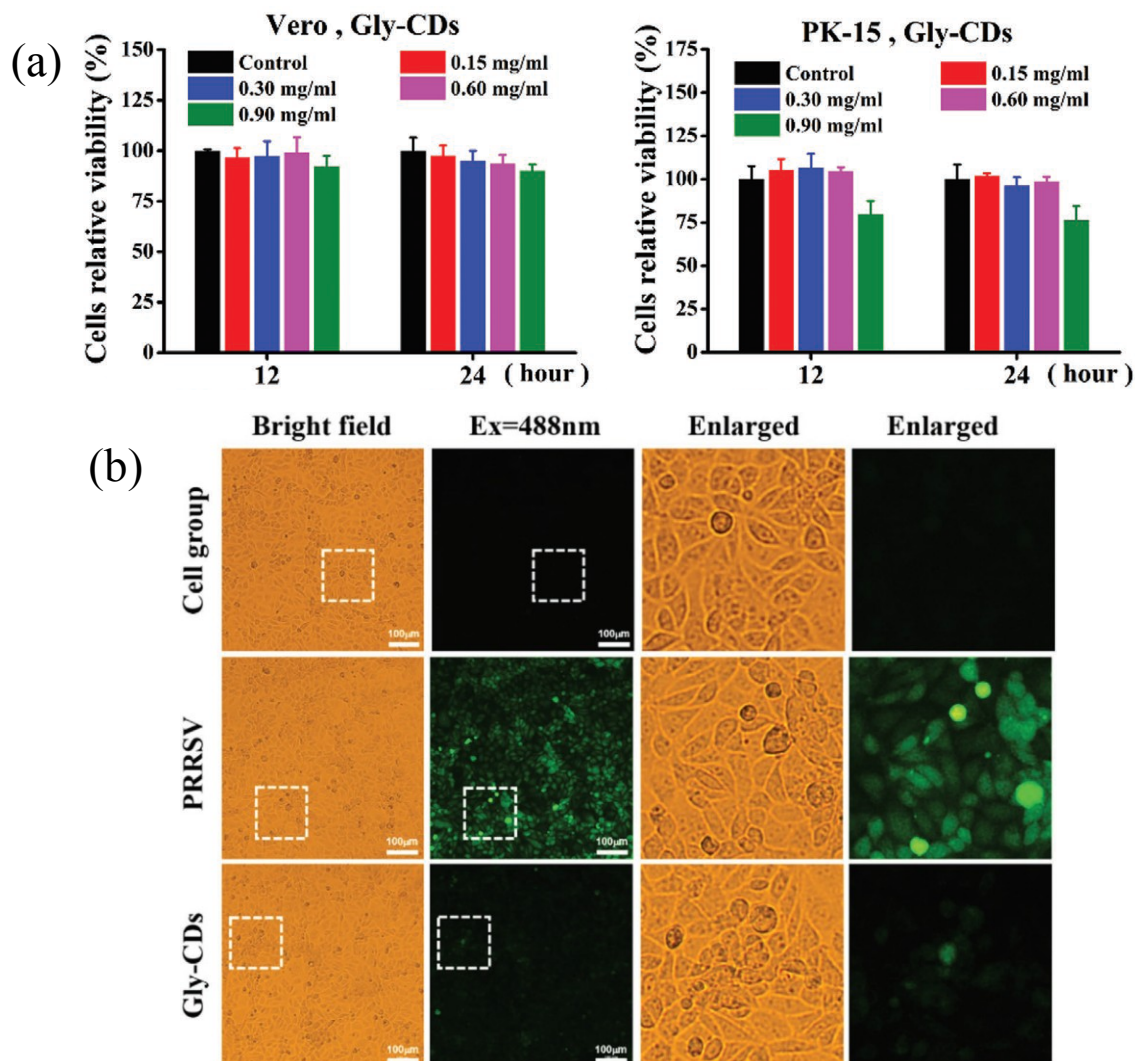 (a)
Vero , Gly-CDs
Cells relative viability (%)
150
125
100
75
50
25
0
Control
0.15 mg/ml
0.30 mg/ml
0.60 mg/ml
0.90 mg/ml
12
24
( hour )
PK-15 , Gly-CDs
Cells relative viability (%)
175
150
125
100
75
50
25
0
Control
0.15 mg/ml
0.30 mg/ml
0.60 mg/ml
0.90 mg/ml
12
24
( hour )
(b)
Bright field
Ex=488nm
Enlarged
Enlarged
Cell group
100μm
100μm
PRRSV
100μm
100μm
Gly-CDs
100μm
100μm